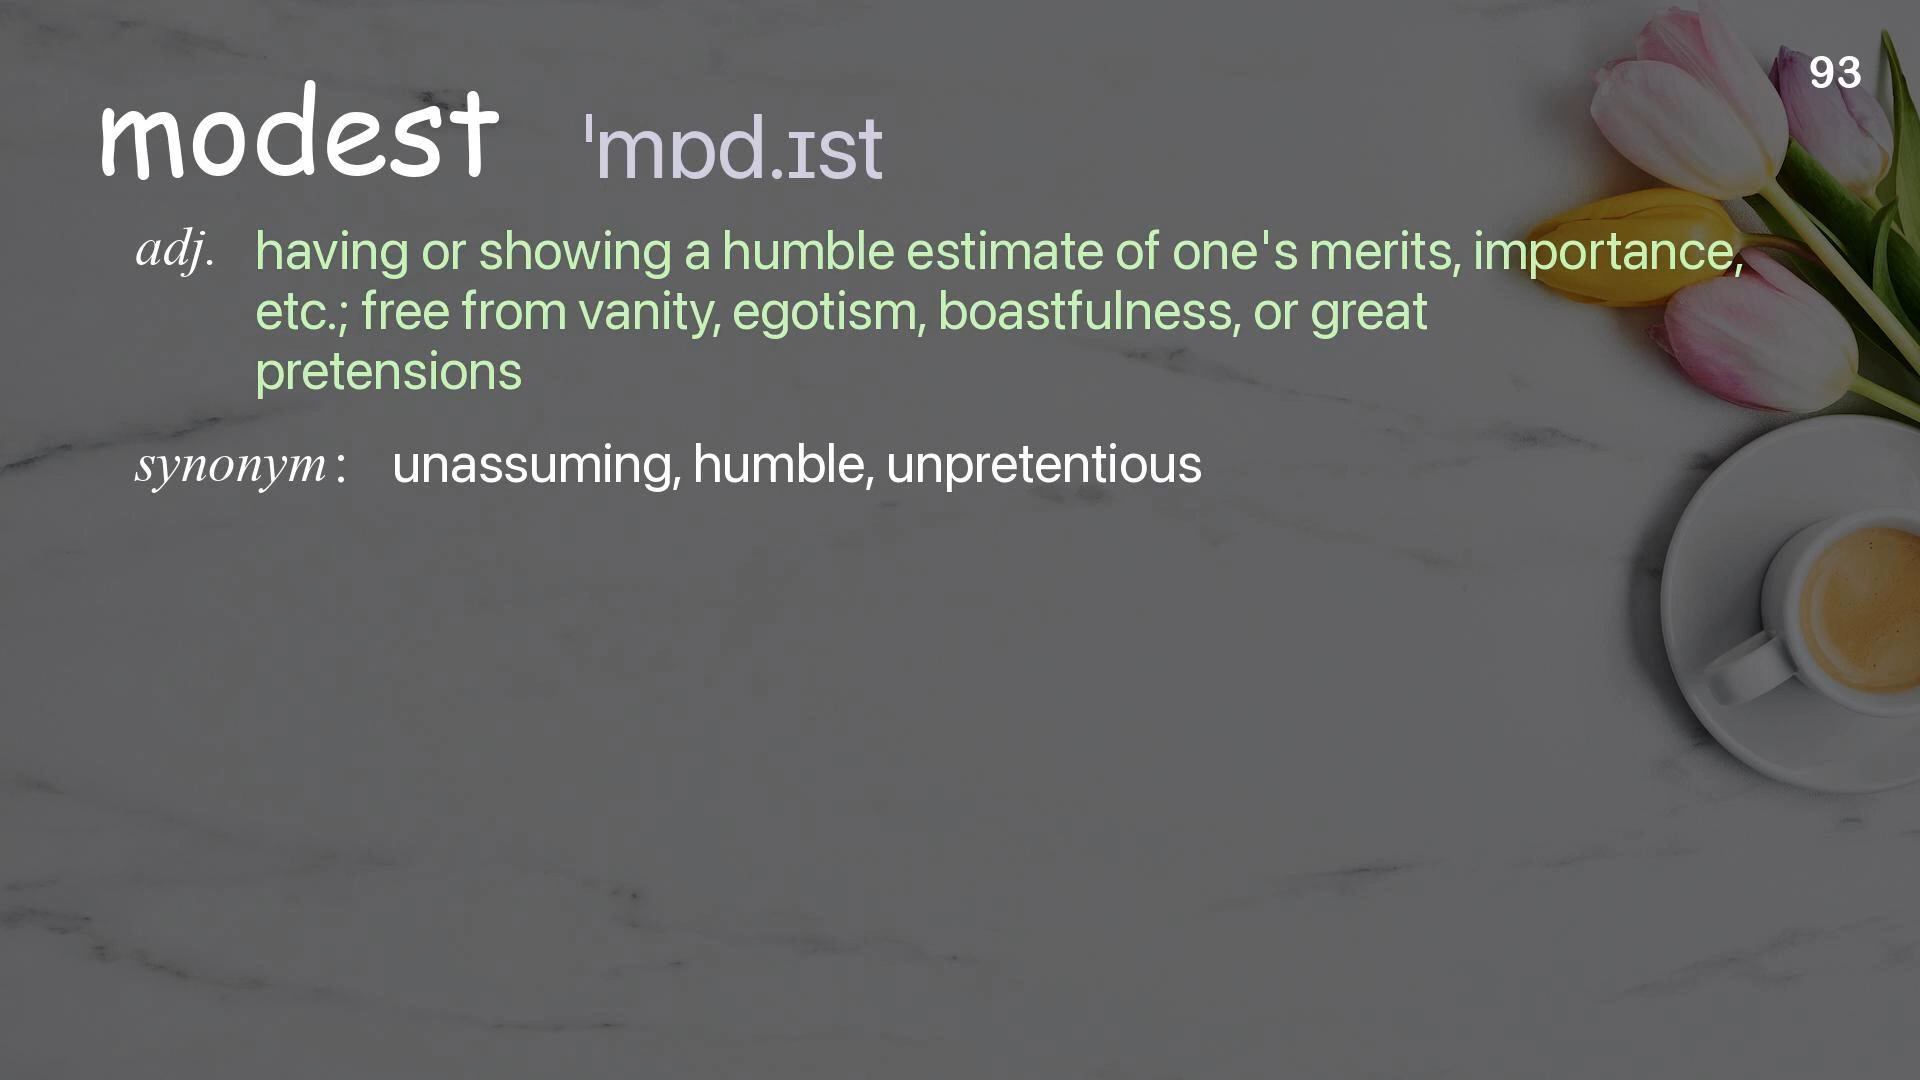 93
modest ˈmɒd.ɪst
adj. having or showing a humble estimate of one's merits, importance,
etc.; free from vanity, egotism, boastfulness, or great
pretensions
synonym : unassuming, humble, unpretentious